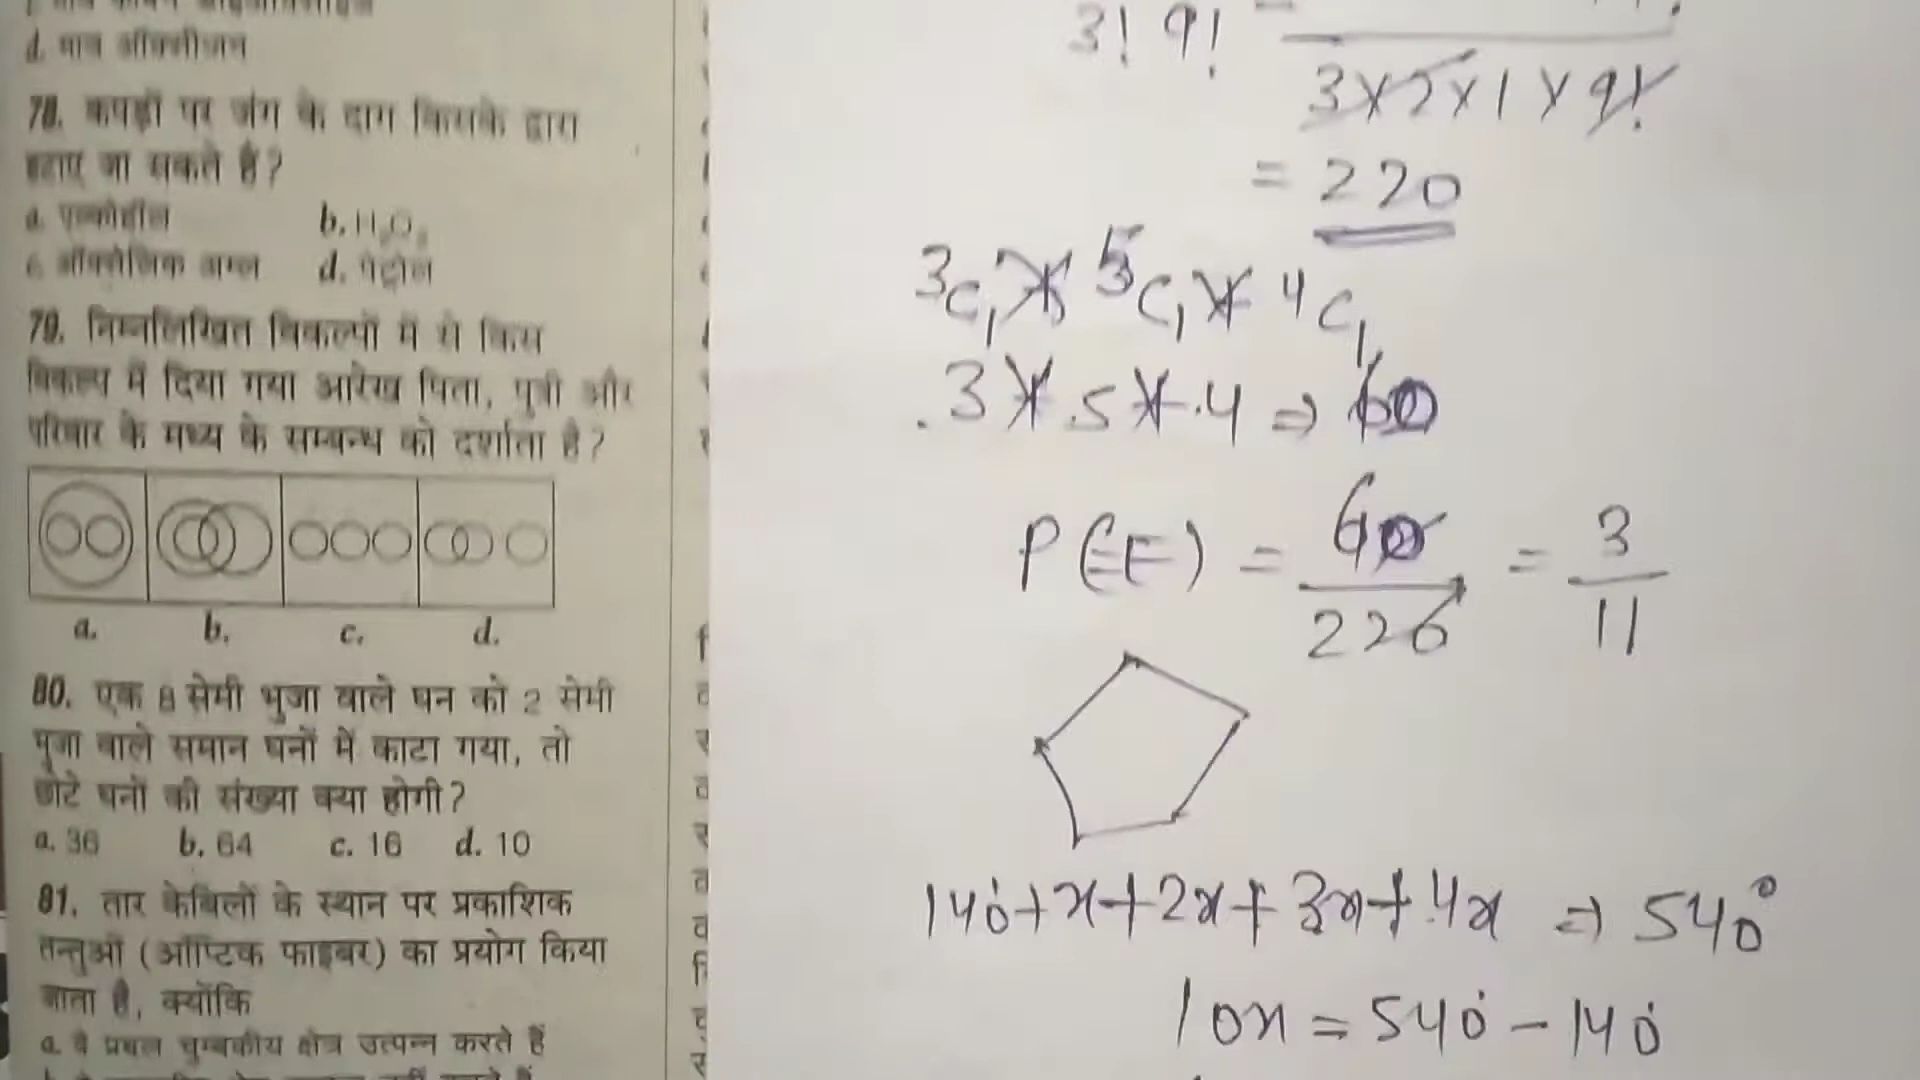 d. मात्र ऑक्सीजन
78. कपड़ों पर जंग के दाग किसके द्वारा
हटाए जा सकते हैं?
a. एल्कोहॉल b. H₂O₂
c. ऑक्सेलिक अम्ल d. पेट्रोल
79. निम्नलिखित विकल्पों में से किस
विकल्प में दिया गया आरेख पिता, पुत्री और
परिवार के मध्य के सम्बन्ध को दर्शाता है?
a. b. c. d.
80. एक 8 सेमी भुजा वाले घन को 2 सेमी
भुजा वाले समान घनों में काटा गया, तो
छोटे घनों की संख्या क्या होगी?
a. 36 b. 64 c. 16 d. 10
81. तार केबिलों के स्थान पर प्रकाशिक
तन्तुओं (ऑप्टिक फाइबर) का प्रयोग किया
जाता है, क्योंकि
a. वे प्रबल चुम्बकीय क्षेत्र उत्पन्न करते हैं
3! 9!
3×2×1×9!
= 220
³C₁ × ⁵C₁ × ⁴C₁
3 × 5 × 4 ⇒ 60
P(E) = 60/220 = 3/11
140°+x+2x+3x+4x ⇒ 540°
10x = 540° - 140°